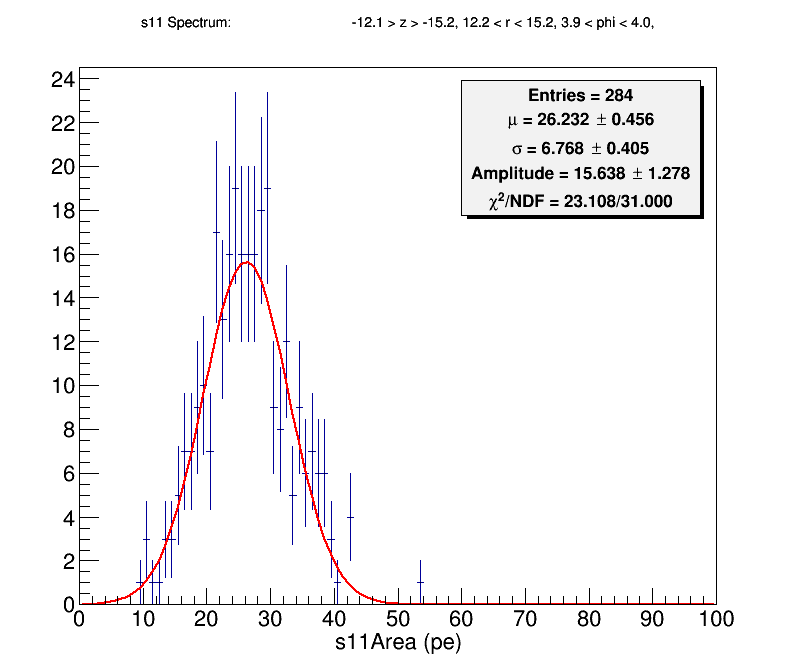 s11 Spectrum: -12.1 > z > -15.2, 12.2 < r < 15.2, 3.9 < phi < 4.0,
Entries = 284
μ = 26.232 ± 0.456
σ = 6.768 ± 0.405
Amplitude = 15.638 ± 1.278
χ²/NDF = 23.108/31.000
24
22
20
18
16
14
12
10
8
6
4
2
0
0 10 20 30 40 50 60 70 80 90 100
s11Area (pe)